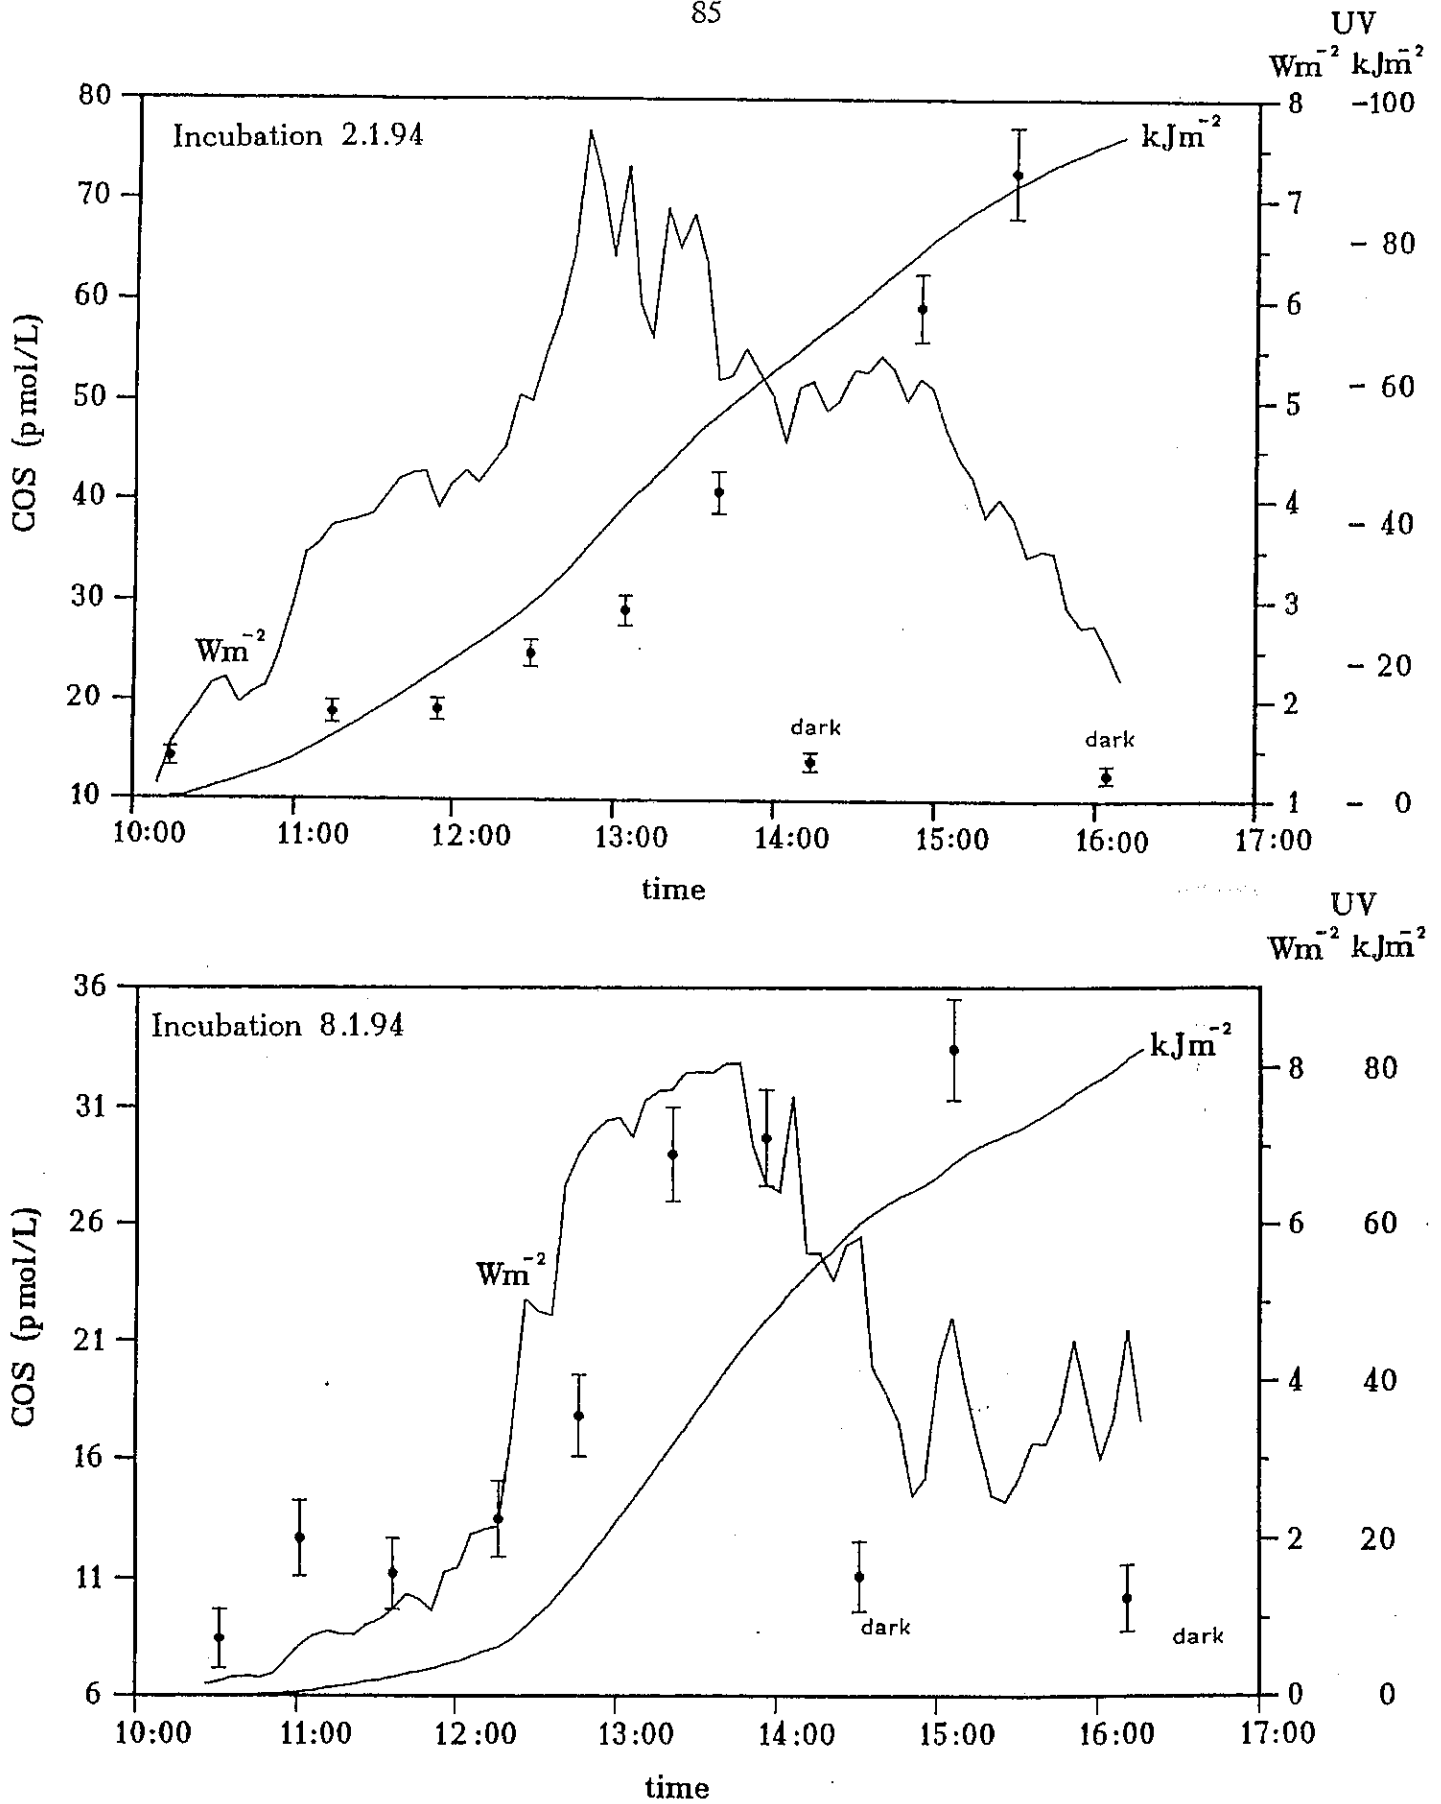 85
UV
Wm⁻² kJm⁻²
80 8 –100
Incubation 2.1.94 kJm⁻²
70 7
– 80
60 6
COS (pmol/L)
50 5 – 60
40 4 – 40
30 3
Wm⁻² – 20
20 2
dark dark
10 1 – 0
10:00 11:00 12:00 13:00 14:00 15:00 16:00 17:00
time
UV
Wm⁻² kJm⁻²
36
Incubation 8.1.94 kJm⁻²
8 80
31
26 6 60
COS (pmol/L)
Wm⁻²
21
4 40
16
2 20
11
dark dark
6 0 0
10:00 11:00 12:00 13:00 14:00 15:00 16:00 17:00
time